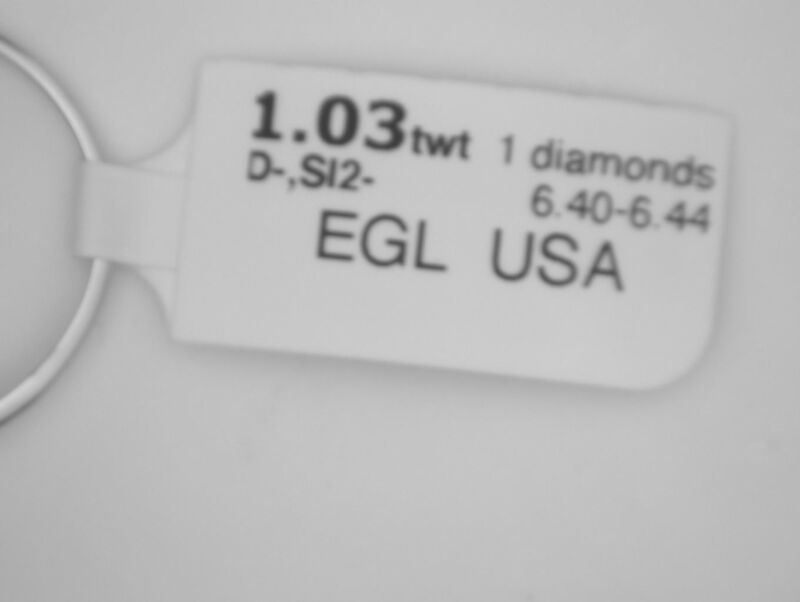 1.03twt 1 diamonds
D-,SI2- 6.40-6.44
EGL USA